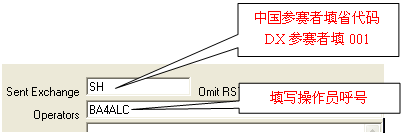 中国参赛者填省代码
DX 参赛者填 001
Sent Exchange SH Omit RS
Operators BA4ALC 填写操作员呼号